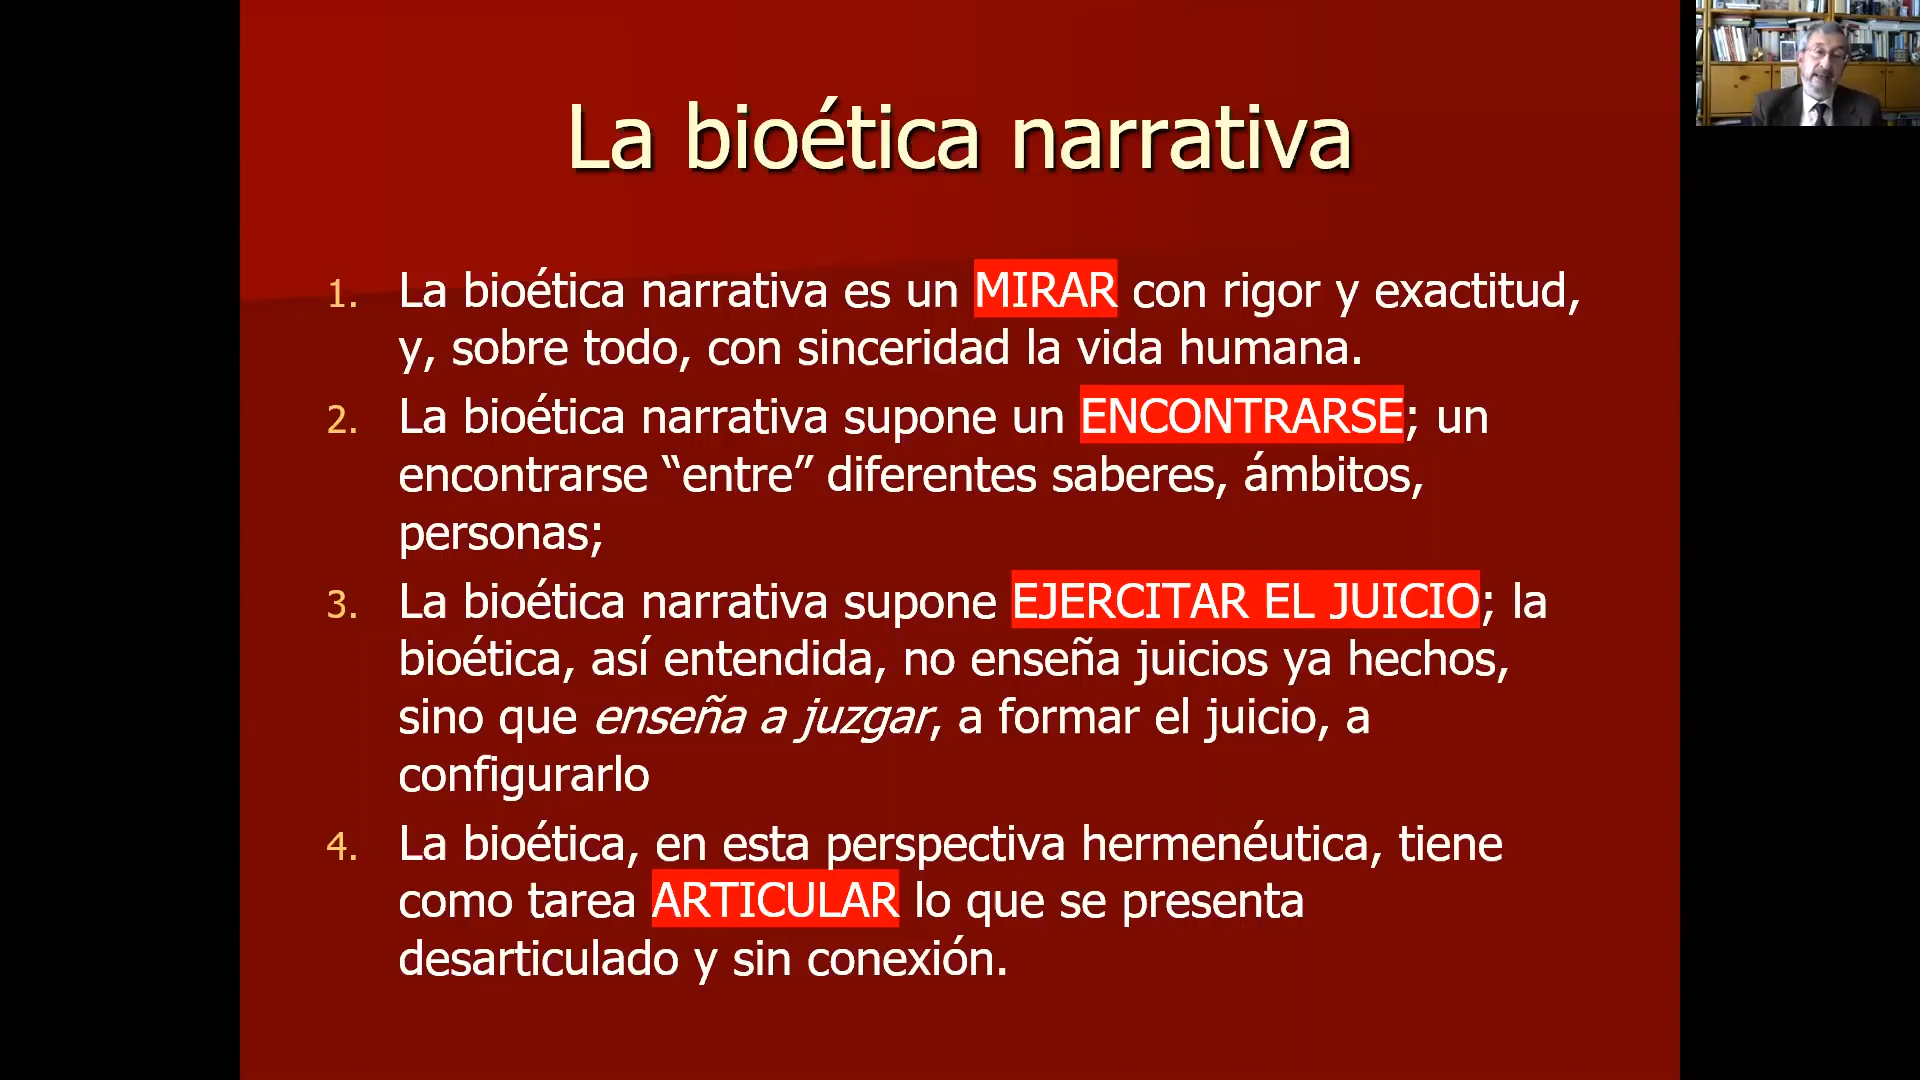 La bioética narrativa
1. La bioética narrativa es un MIRAR con rigor y exactitud,
y, sobre todo, con sinceridad la vida humana.
2. La bioética narrativa supone un ENCONTRARSE; un
encontrarse “entre” diferentes saberes, ámbitos,
personas;
3. La bioética narrativa supone EJERCITAR EL JUICIO; la
bioética, así entendida, no enseña juicios ya hechos,
sino que enseña a juzgar, a formar el juicio, a
configurarlo
4. La bioética, en esta perspectiva hermenéutica, tiene
como tarea ARTICULAR lo que se presenta
desarticulado y sin conexión.